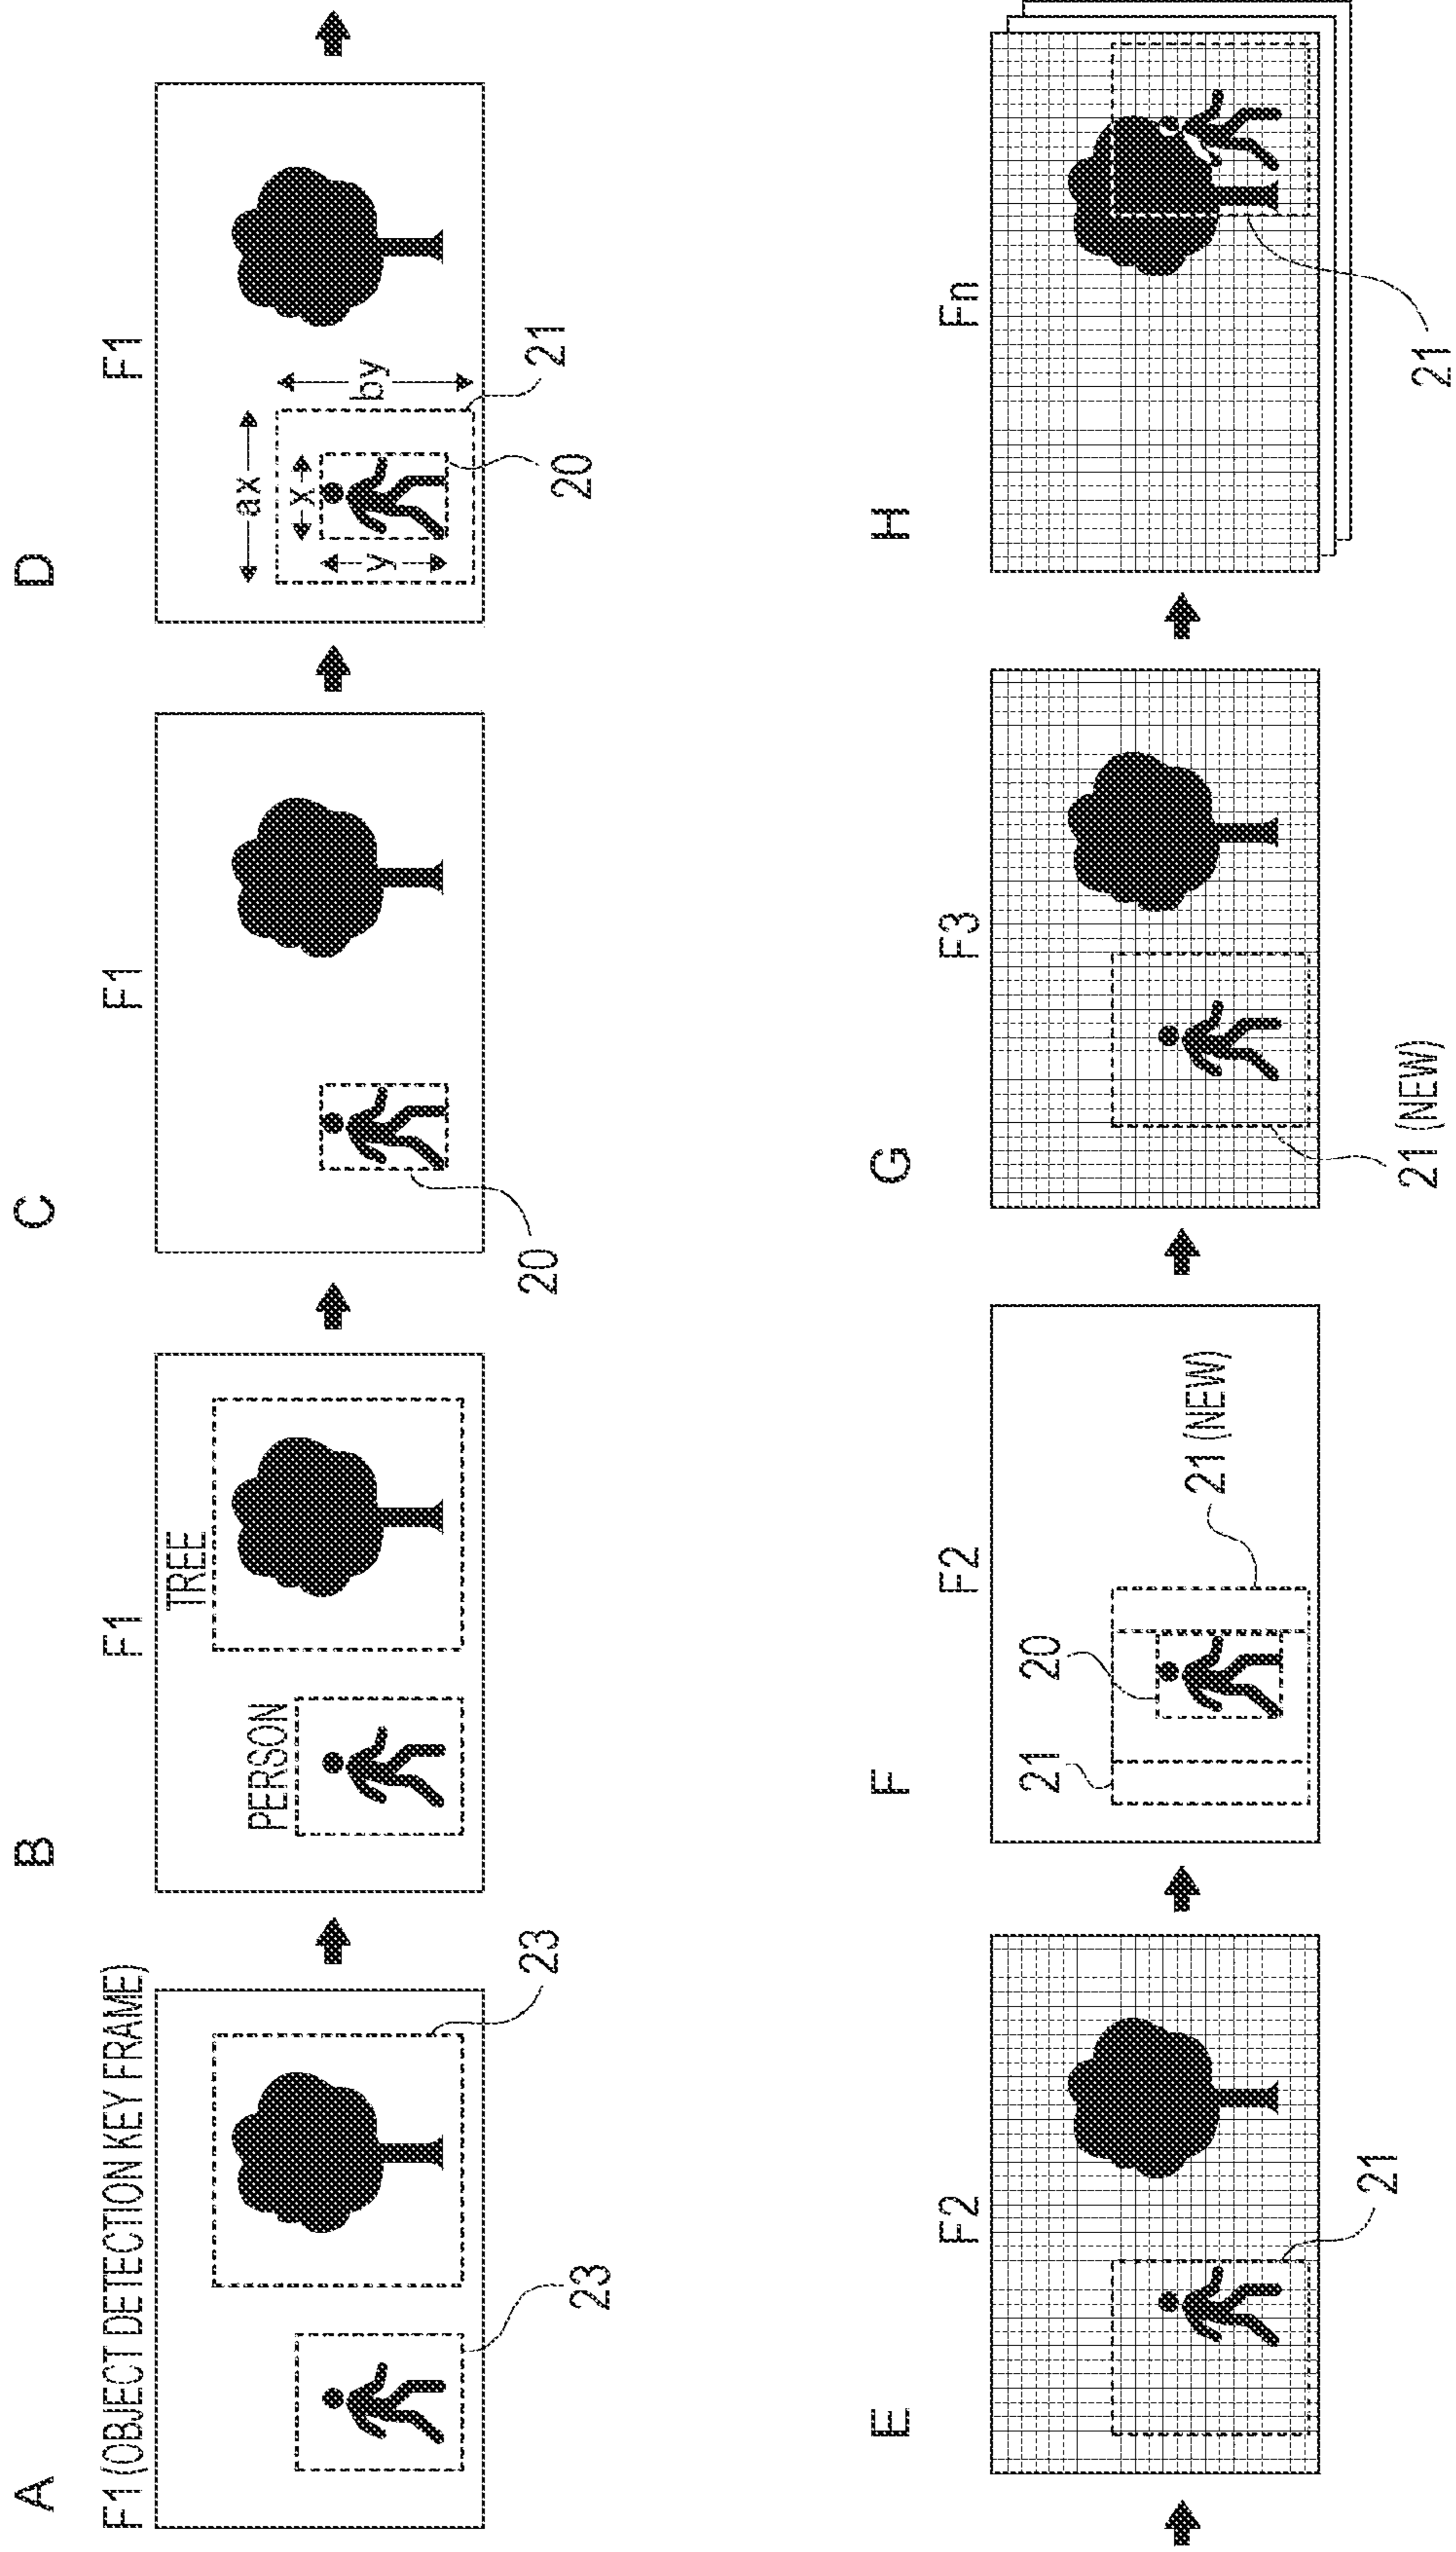 A
F1 (OBJECT DETECTION KEY FRAME)
23
23
B
F1
PERSON
TREE
C
F1
20
D
F1
ax
x
y
by
21
20
E
F2
21
F
F2
21
20
21 (NEW)
G
F3
21 (NEW)
H
Fn
21